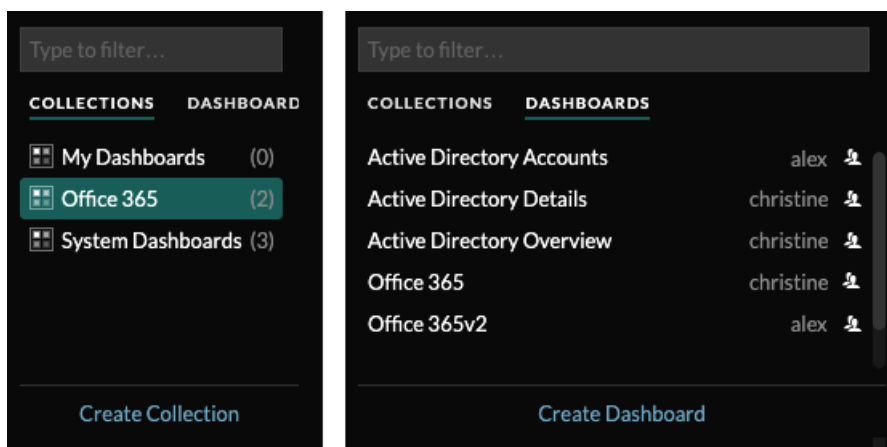 Type to filter...
COLLECTIONS DASHBOARD
My Dashboards (0)
Office 365 (2)
System Dashboards (3)
Create Collection
Type to filter...
COLLECTIONS DASHBOARDS
Active Directory Accounts alex
Active Directory Details christine
Active Directory Overview christine
Office 365 christine
Office 365v2 alex
Create Dashboard